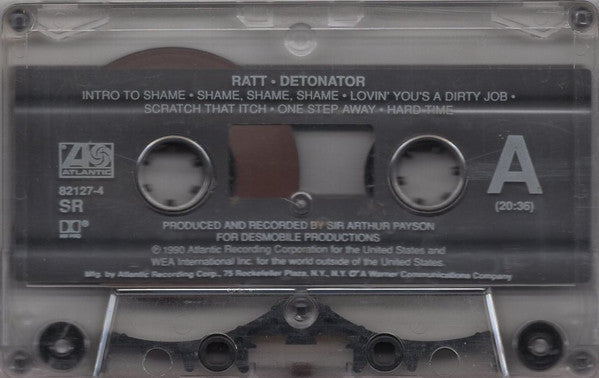 RATT • DETONATOR
INTRO TO SHAME • SHAME, SHAME, SHAME • LOVIN' YOU'S A DIRTY JOB •
SCRATCH THAT ITCH • ONE STEP AWAY • HARD TIME
ATLANTIC
82127-4
SR
A
(20:36)
PRODUCED AND RECORDED BY SIR ARTHUR PAYSON
FOR DESMOBILE PRODUCTIONS
℗ 1990 Atlantic Recording Corporation for the United States and
WEA International Inc. for the world outside of the United States.
Mfg. by Atlantic Recording Corp., 75 Rockefeller Plaza, N.Y., N.Y. A Warner Communications Company